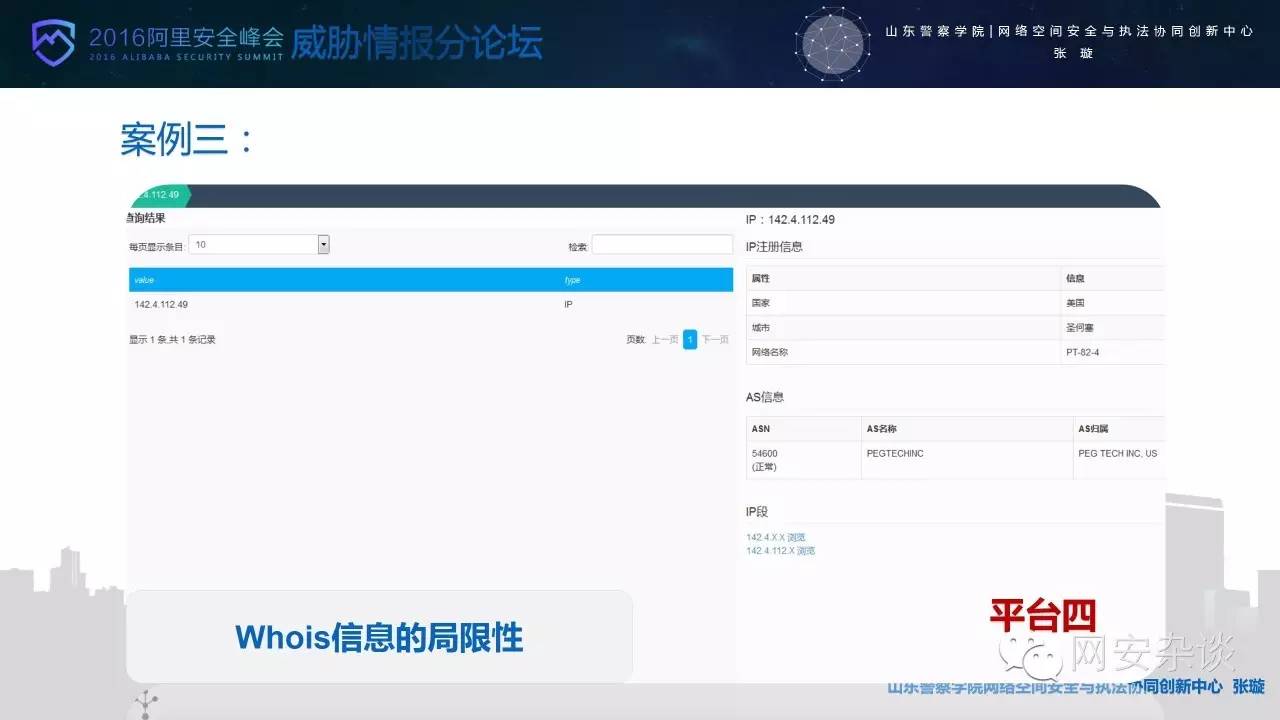 2016阿里安全峰会
2016 ALIBABA SECURITY SUMMIT
威胁情报分论坛
山东警察学院|网络空间安全与执法协同创新中心
张 璇
案例三：
2.4.112.49
查询结果
每页显示条目: 10
检索:
value type
142.4.112.49 IP
显示 1 条,共 1 条记录
页数: 上一页 1 下一页
IP：142.4.112.49
IP注册信息
属性 信息
国家 美国
城市 圣何塞
网络名称 PT-82-4
AS信息
ASN AS名称 AS归属
54600 PEGTECHINC PEG TECH INC, US
(正常)
IP段
142.4.X.X 浏览
142.4.112.X 浏览
Whois信息的局限性
平台四
网安杂谈
山东警察学院网络空间安全与执法协同创新中心 张璇